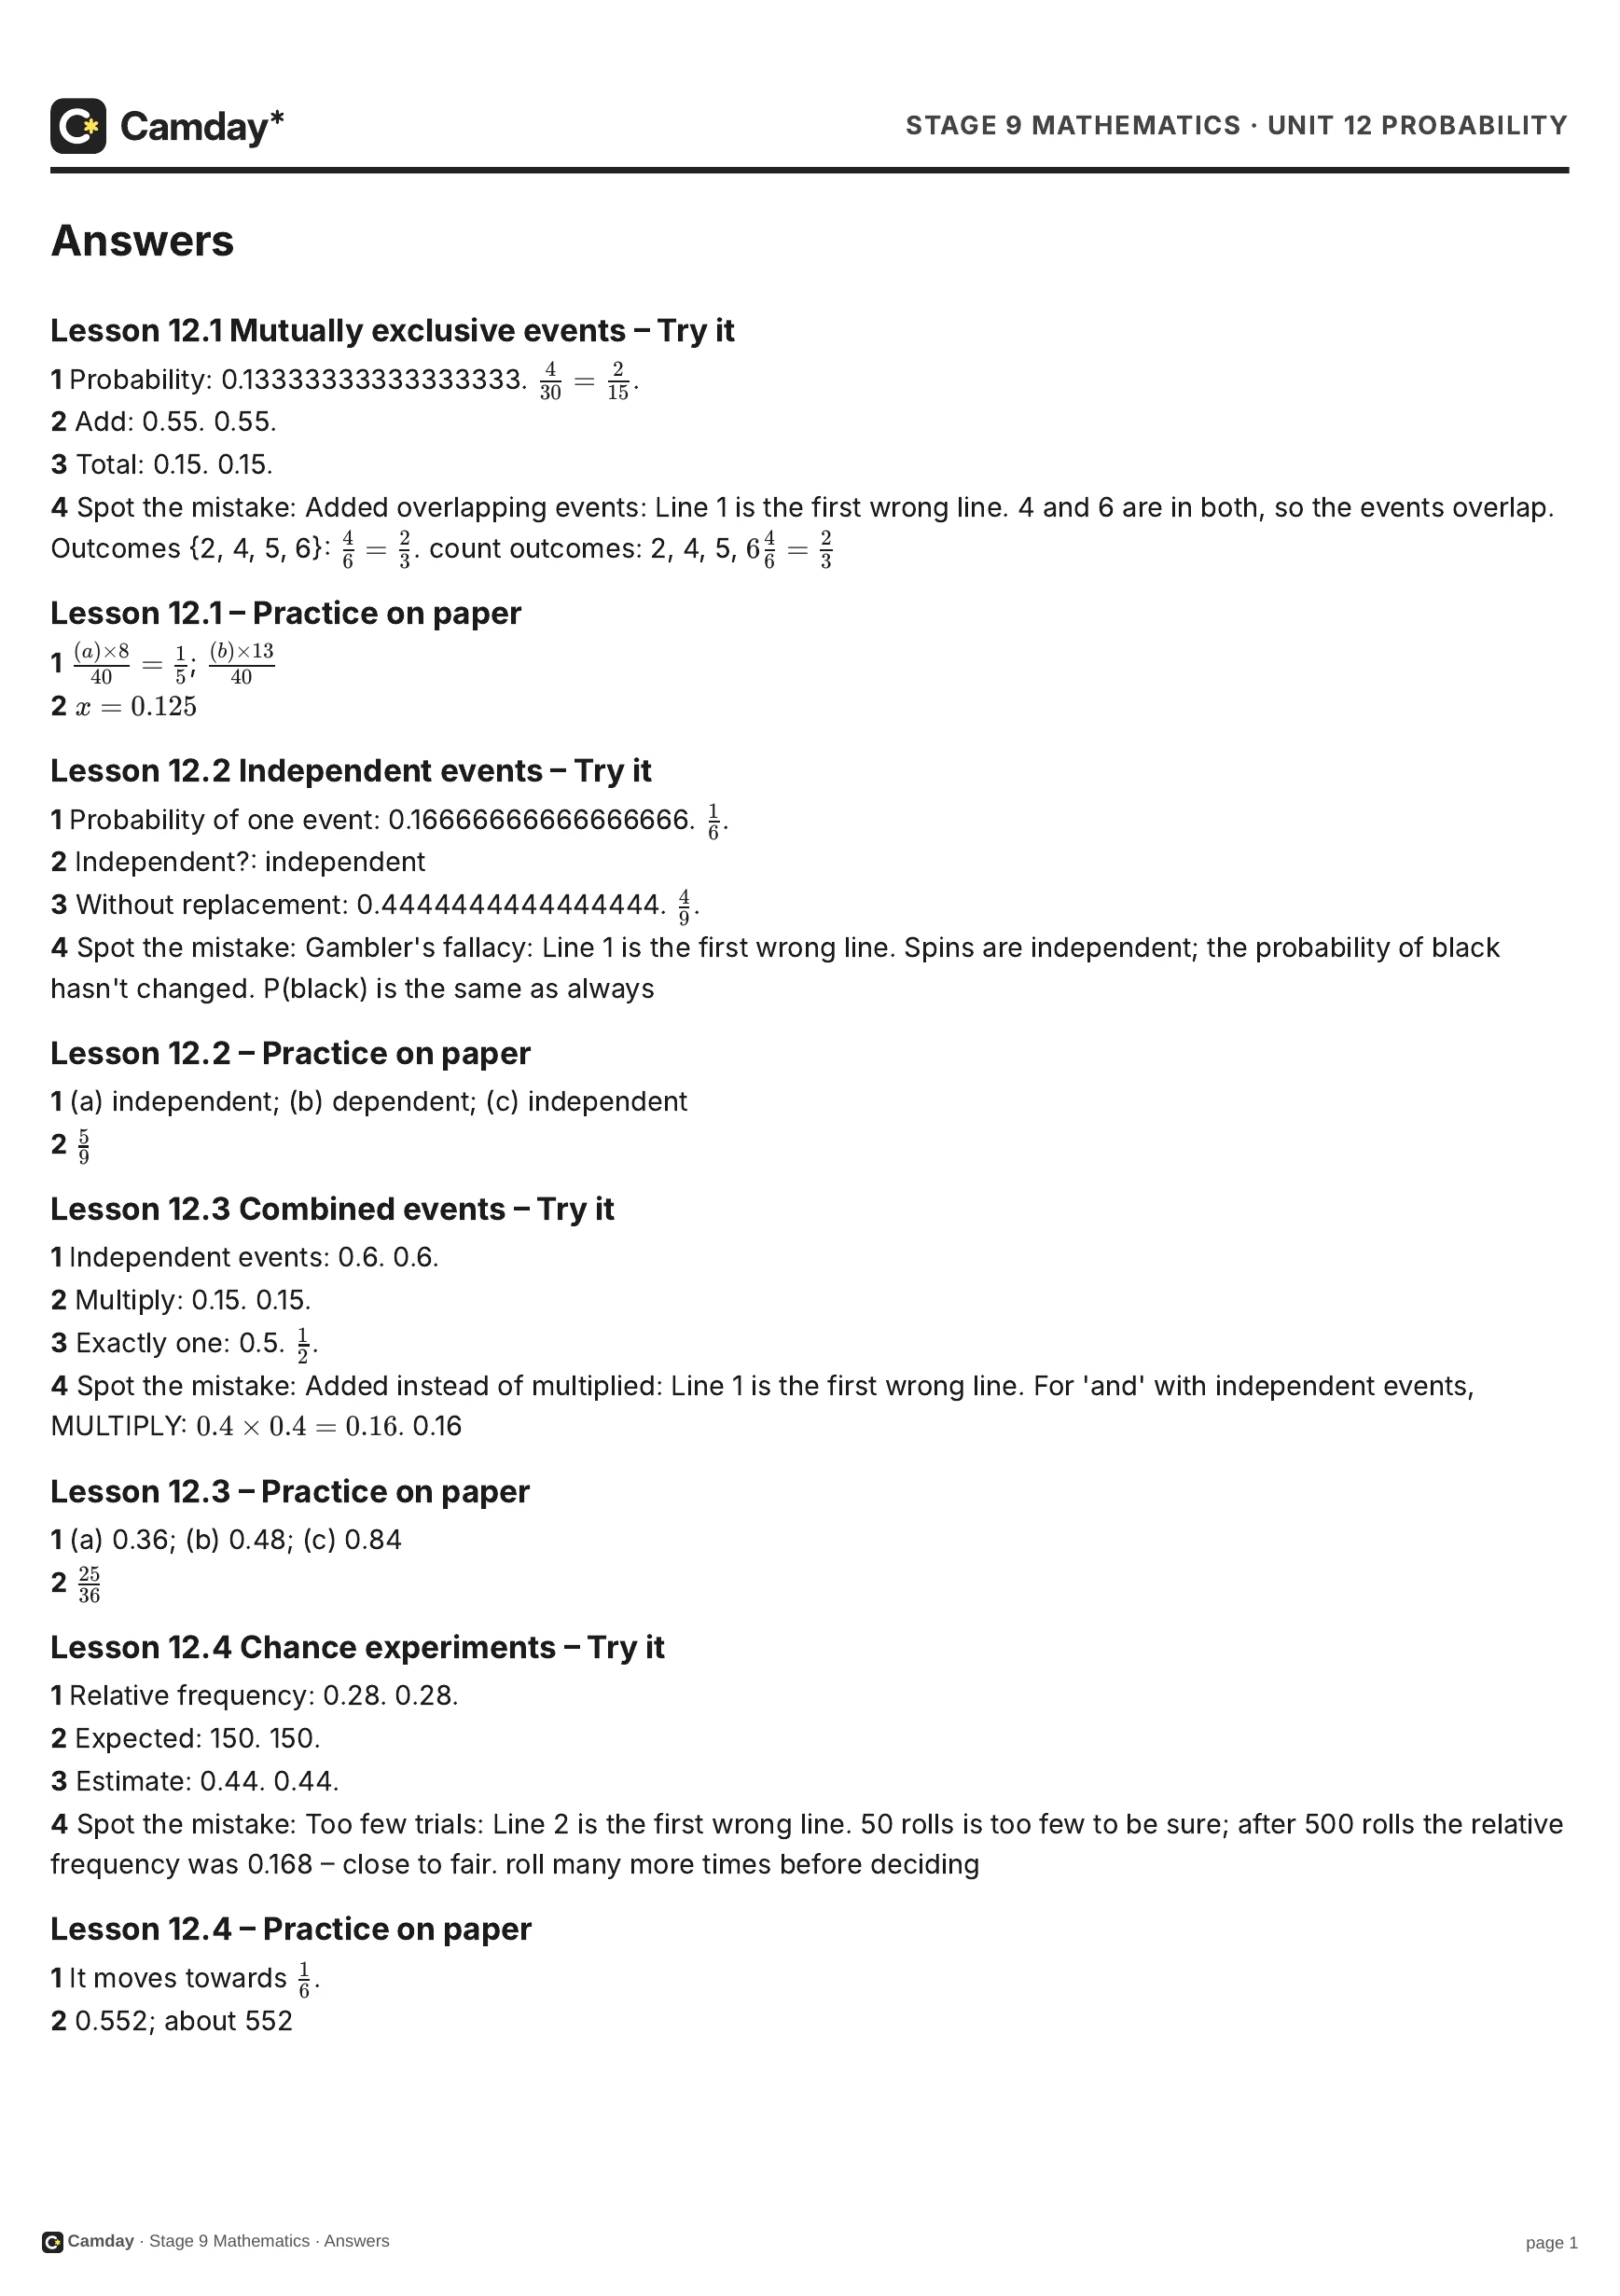 Camday*
STAGE 9 MATHEMATICS · UNIT 12 PROBABILITY
Answers
Lesson 12.1 Mutually exclusive events – Try it
1 Probability: 0.13333333333333333. 4/30 = 2/15.
2 Add: 0.55. 0.55.
3 Total: 0.15. 0.15.
4 Spot the mistake: Added overlapping events: Line 1 is the first wrong line. 4 and 6 are in both, so the events overlap.
Outcomes {2, 4, 5, 6}: 4/6 = 2/3. count outcomes: 2, 4, 5, 6 4/6 = 2/3
Lesson 12.1 – Practice on paper
1 (a)×8/40 = 1/5; (b)×13/40
2 x = 0.125
Lesson 12.2 Independent events – Try it
1 Probability of one event: 0.16666666666666666. 1/6.
2 Independent?: independent
3 Without replacement: 0.4444444444444444. 4/9.
4 Spot the mistake: Gambler's fallacy: Line 1 is the first wrong line. Spins are independent; the probability of black
hasn't changed. P(black) is the same as always
Lesson 12.2 – Practice on paper
1 (a) independent; (b) dependent; (c) independent
2 5/9
Lesson 12.3 Combined events – Try it
1 Independent events: 0.6. 0.6.
2 Multiply: 0.15. 0.15.
3 Exactly one: 0.5. 1/2.
4 Spot the mistake: Added instead of multiplied: Line 1 is the first wrong line. For 'and' with independent events,
MULTIPLY: 0.4 × 0.4 = 0.16. 0.16
Lesson 12.3 – Practice on paper
1 (a) 0.36; (b) 0.48; (c) 0.84
2 25/36
Lesson 12.4 Chance experiments – Try it
1 Relative frequency: 0.28. 0.28.
2 Expected: 150. 150.
3 Estimate: 0.44. 0.44.
4 Spot the mistake: Too few trials: Line 2 is the first wrong line. 50 rolls is too few to be sure; after 500 rolls the relative
frequency was 0.168 – close to fair. roll many more times before deciding
Lesson 12.4 – Practice on paper
1 It moves towards 1/6.
2 0.552; about 552
Camday · Stage 9 Mathematics · Answers
page 1